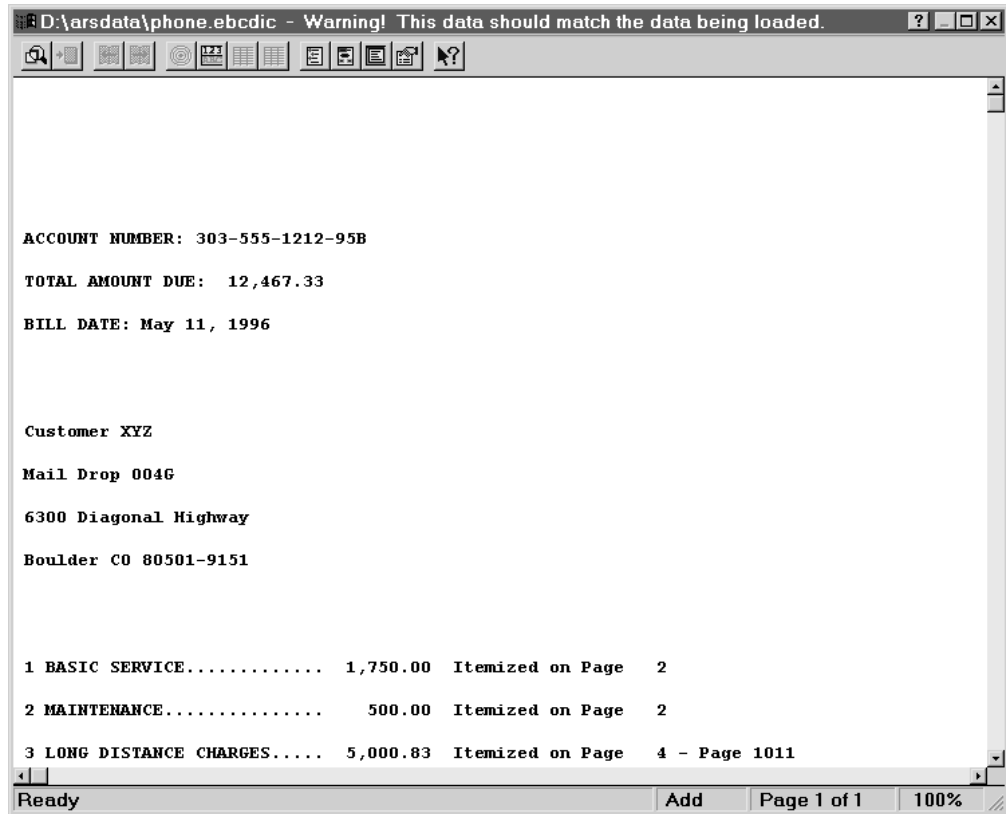 D:\arsdata\phone.ebcdic - Warning! This data should match the data being loaded.
ACCOUNT NUMBER: 303-555-1212-95B
TOTAL AMOUNT DUE:  12,467.33
BILL DATE: May 11, 1996
Customer XYZ
Mail Drop 004G
6300 Diagonal Highway
Boulder CO 80501-9151
1 BASIC SERVICE............. 1,750.00 Itemized on Page 2
2 MAINTENANCE............... 500.00 Itemized on Page 2
3 LONG DISTANCE CHARGES..... 5,000.83 Itemized on Page 4 - Page 1011
Ready Add Page 1 of 1 100%